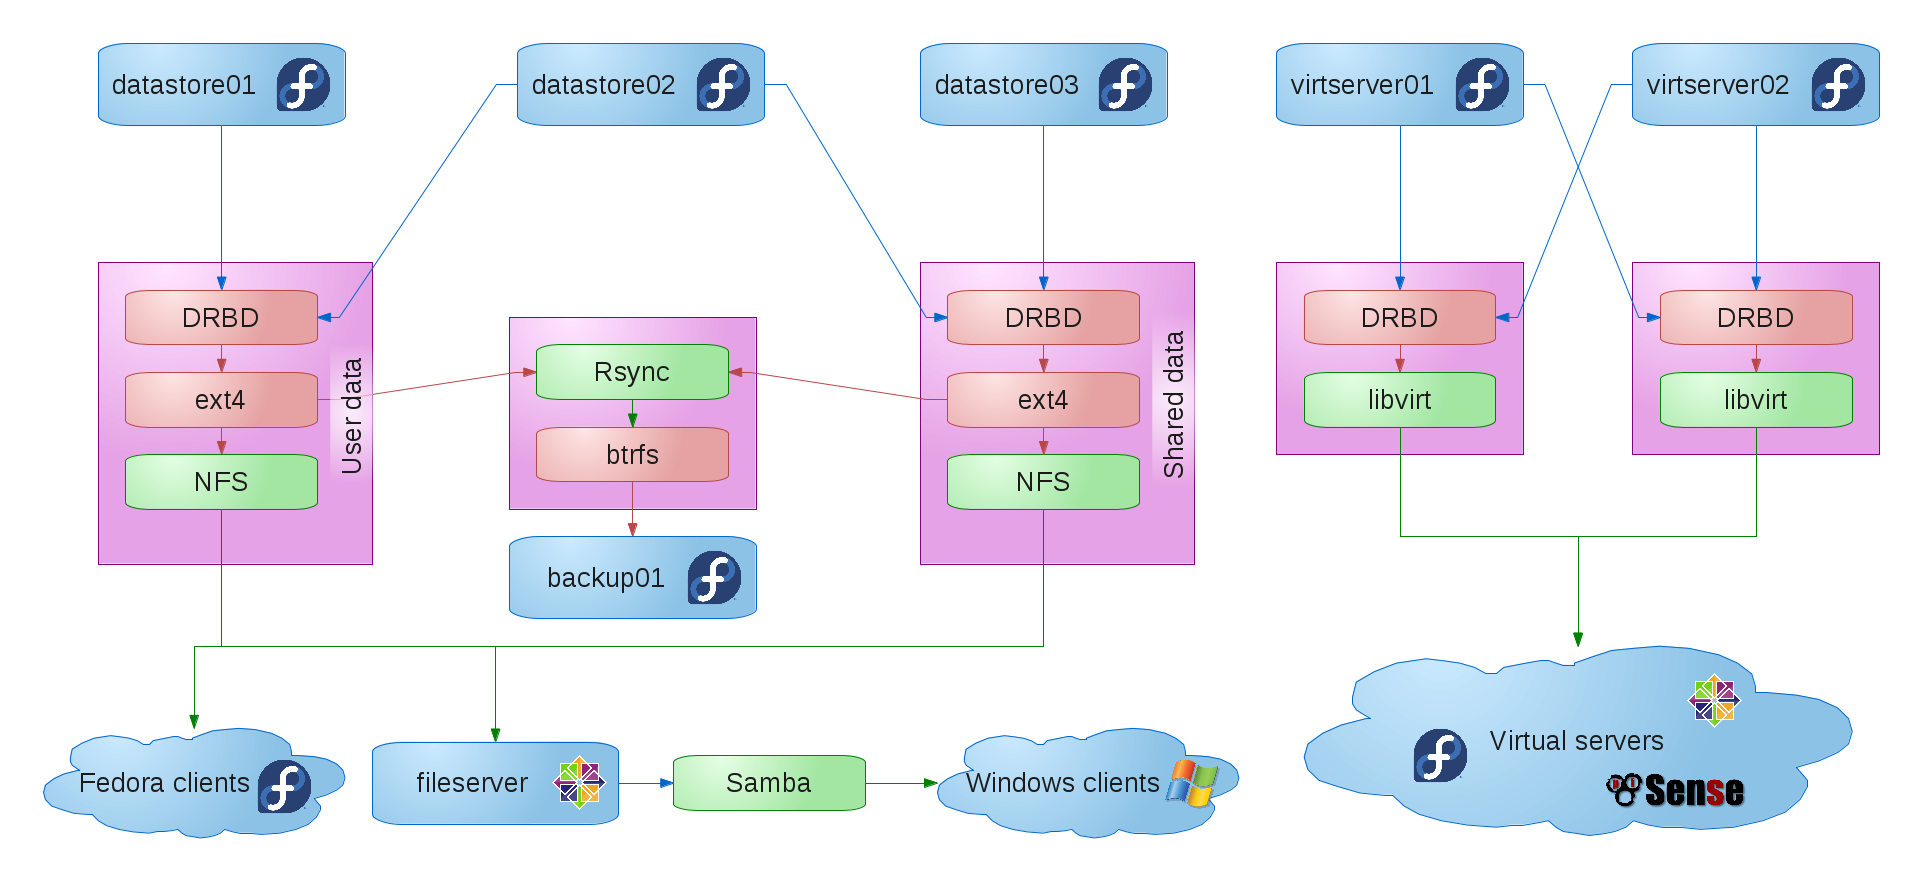 datastore01
datastore02
datastore03
virtserver01
virtserver02
DRBD
ext4
NFS
User data
Rsync
btrfs
backup01
DRBD
ext4
NFS
Shared data
DRBD
libvirt
DRBD
libvirt
Fedora clients
fileserver
Samba
Windows clients
Virtual servers
Sense